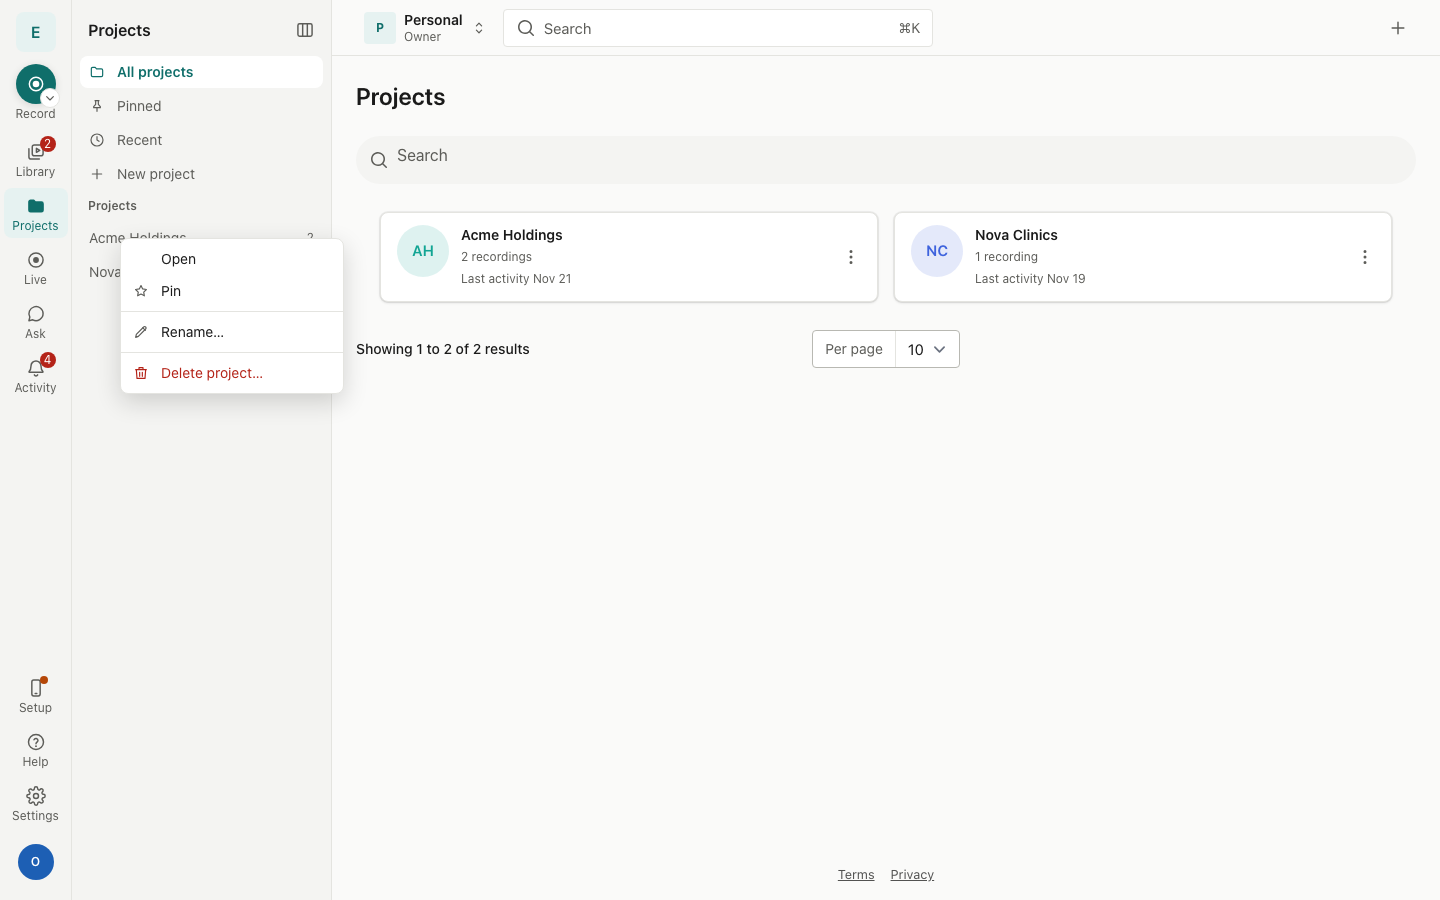 E
Record
2
Library
Projects
Live
Ask
4
Activity
Setup
Help
Settings
O
Projects
All projects
Pinned
Recent
New project
Projects
Acme Holdings 2
Nova
Open
Pin
Rename...
Delete project...
P
Personal
Owner
Search ⌘K
Projects
Search
AH
Acme Holdings
2 recordings
Last activity Nov 21
NC
Nova Clinics
1 recording
Last activity Nov 19
Showing 1 to 2 of 2 results
Per page 10
Terms Privacy